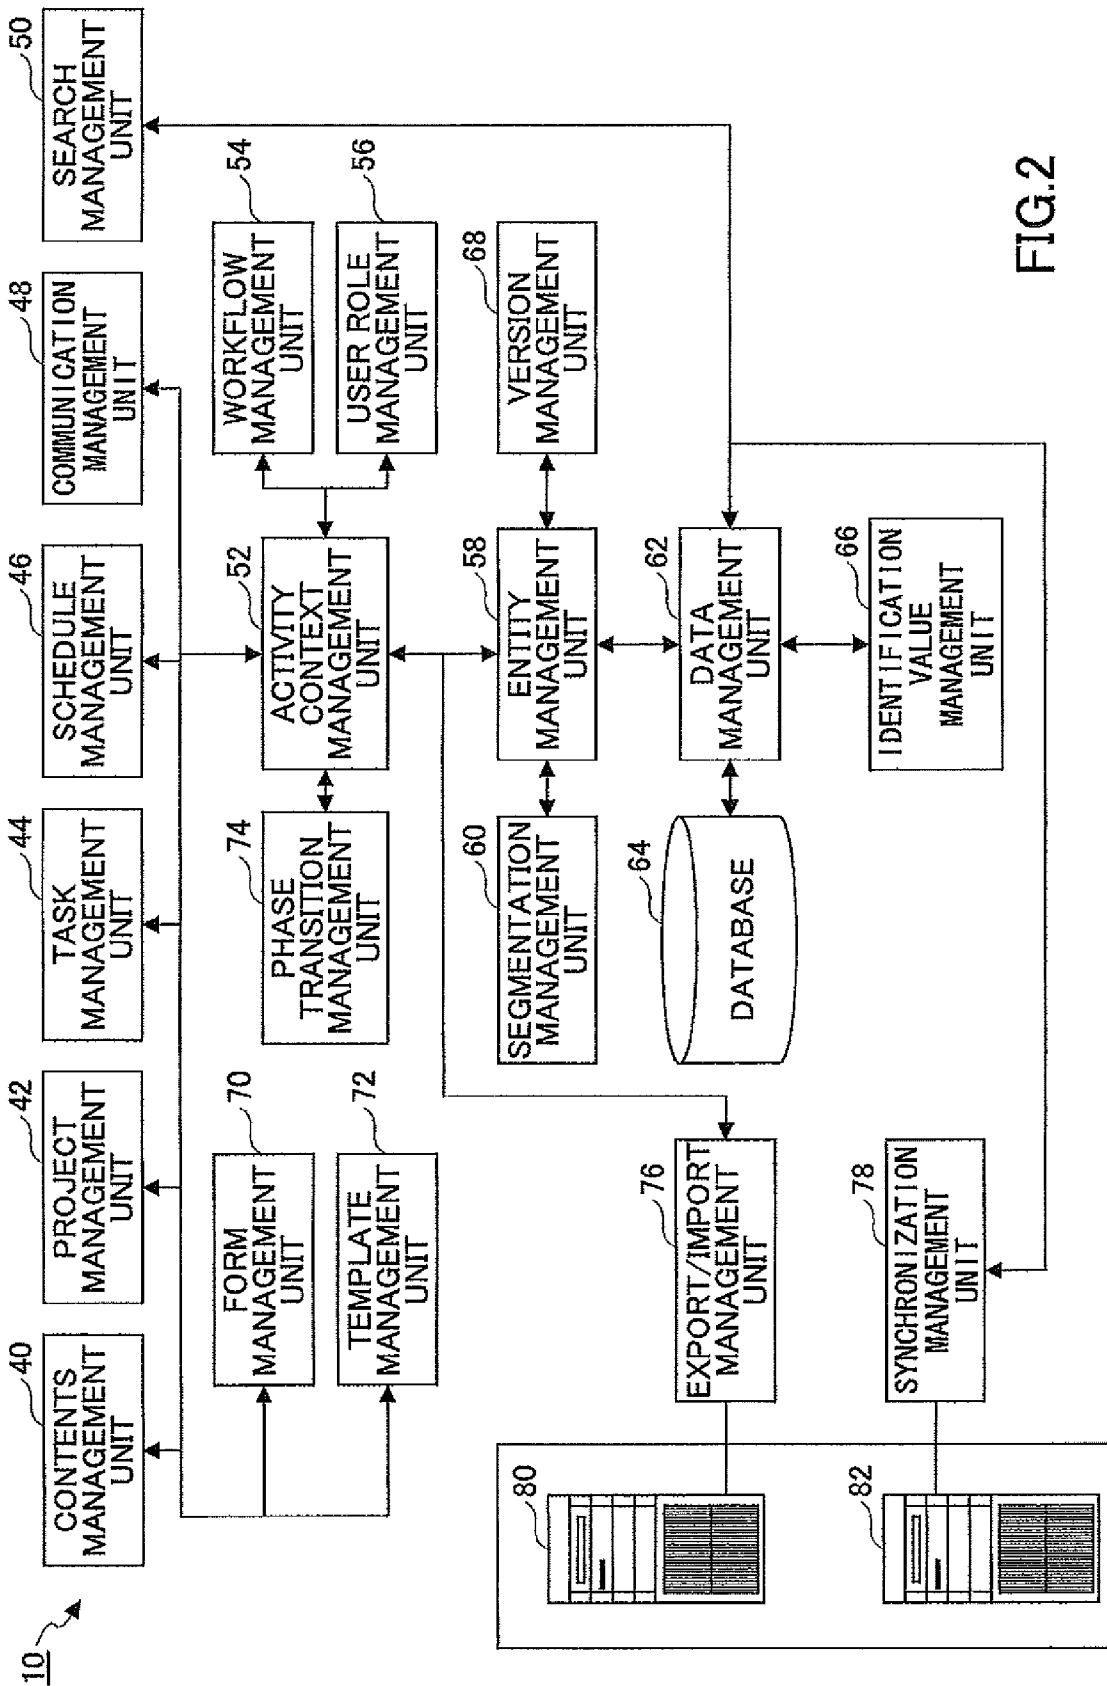 10
40
CONTENTS
MANAGEMENT
UNIT
42
PROJECT
MANAGEMENT
UNIT
44
TASK
MANAGEMENT
UNIT
46
SCHEDULE
MANAGEMENT
UNIT
48
COMMUNICATION
MANAGEMENT
UNIT
50
SEARCH
MANAGEMENT
UNIT
70
FORM
MANAGEMENT
UNIT
72
TEMPLATE
MANAGEMENT
UNIT
74
PHASE
TRANSITION
MANAGEMENT
UNIT
52
ACTIVITY
CONTEXT
MANAGEMENT
UNIT
54
WORKFLOW
MANAGEMENT
UNIT
56
USER ROLE
MANAGEMENT
UNIT
60
SEGMENTATION
MANAGEMENT
UNIT
58
ENTITY
MANAGEMENT
UNIT
68
VERSION
MANAGEMENT
UNIT
80
76
EXPORT/IMPORT
MANAGEMENT
UNIT
64
DATABASE
62
DATA
MANAGEMENT
UNIT
82
78
SYNCHRONIZATION
MANAGEMENT
UNIT
66
IDENTIFICATION
VALUE
MANAGEMENT
UNIT
FIG.2